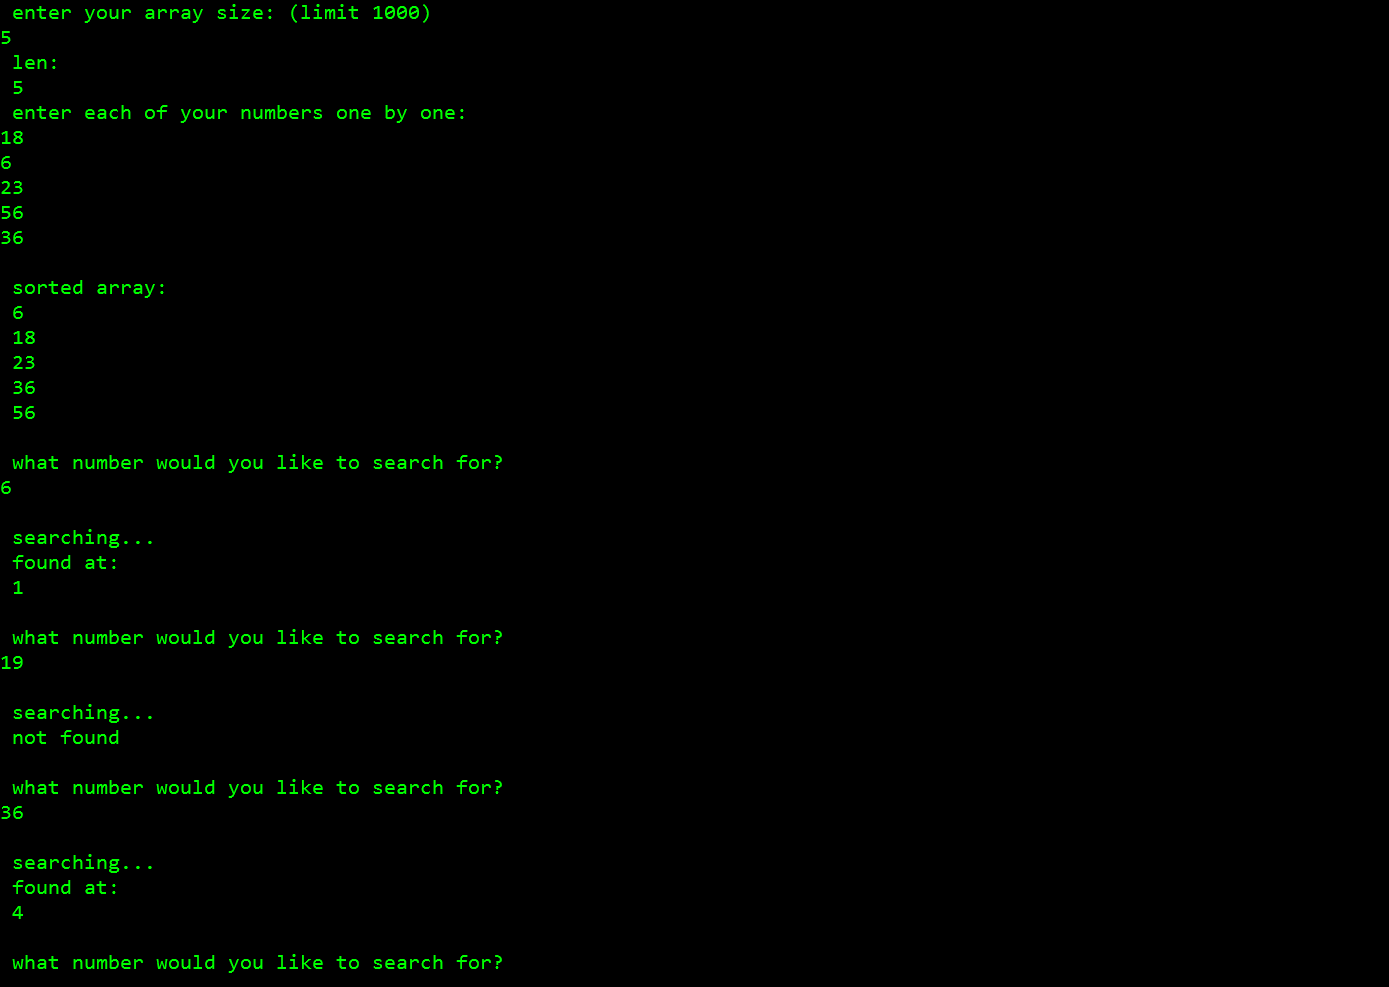 enter your array size: (limit 1000)
5
len:
5
enter each of your numbers one by one:
18
6
23
56
36
sorted array:
6
18
23
36
56
what number would you like to search for?
6
searching...
found at:
1
what number would you like to search for?
19
searching...
not found
what number would you like to search for?
36
searching...
found at:
4
what number would you like to search for?